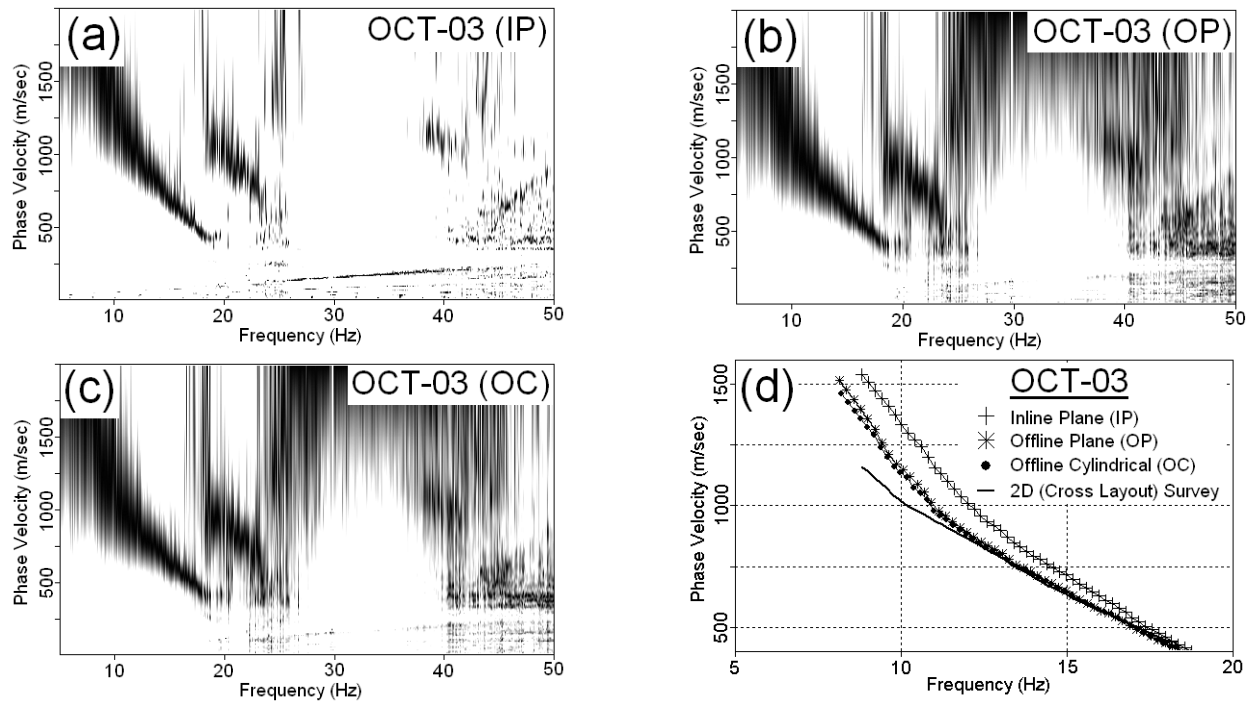 (a)
OCT-03 (IP)
Phase Velocity (m/sec)
1500
1000
500
10
20
30
40
50
Frequency (Hz)
(b)
OCT-03 (OP)
Phase Velocity (m/sec)
1500
1000
500
10
20
30
40
50
Frequency (Hz)
(c)
OCT-03 (OC)
Phase Velocity (m/sec)
1500
1000
500
10
20
30
40
50
Frequency (Hz)
(d)
OCT-03
Inline Plane (IP)
Offline Plane (OP)
Offline Cylindrical (OC)
2D (Cross Layout) Survey
Phase Velocity (m/sec)
1500
1000
500
5
10
15
20
Frequency (Hz)